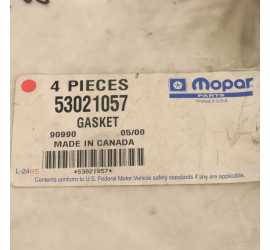 4 PIECES
53021057
GASKET
90990 05/00
MADE IN CANADA
Mopar
PARTS
*53021057*
Contents conform to U.S. Federal Motor Vehicle safety standards if any are applicable.